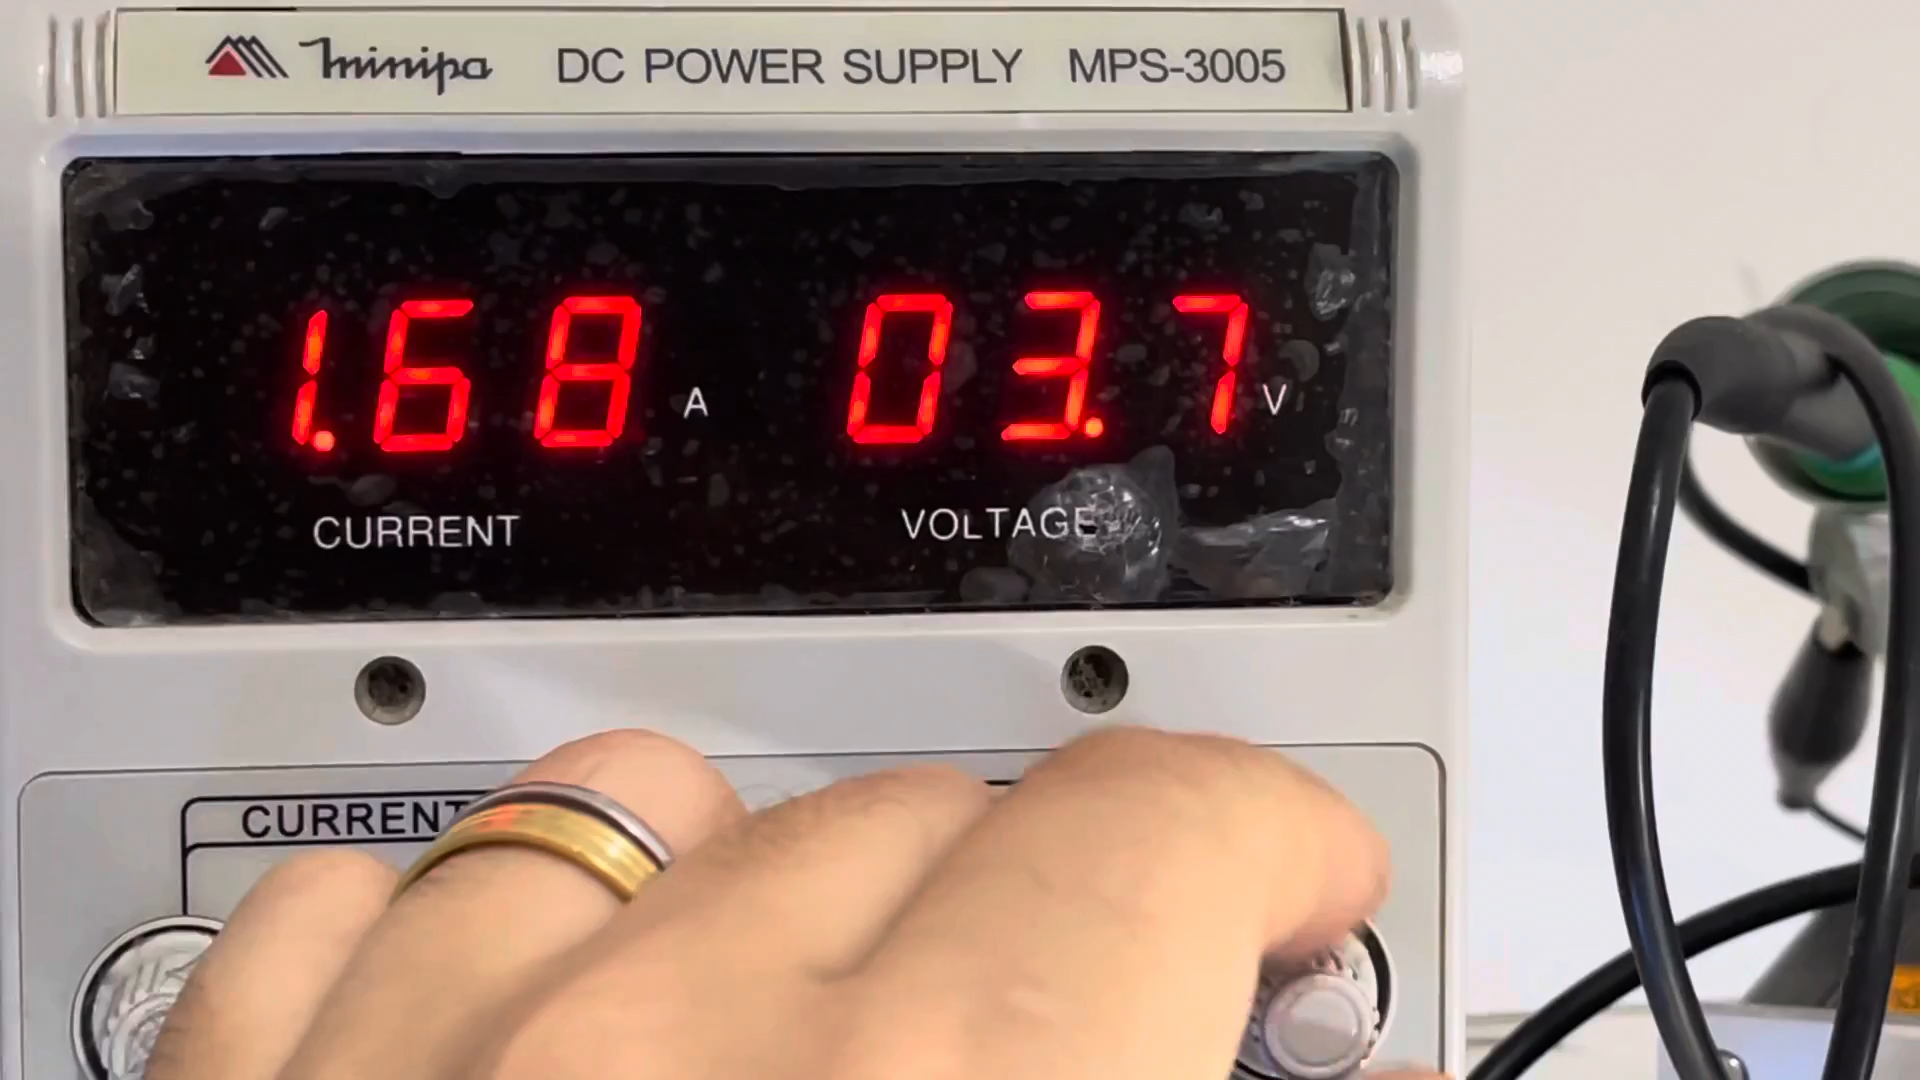 minipa DC POWER SUPPLY MPS-3005
1.68 A 03.7 V
CURRENT VOLTAGE
CURRENT